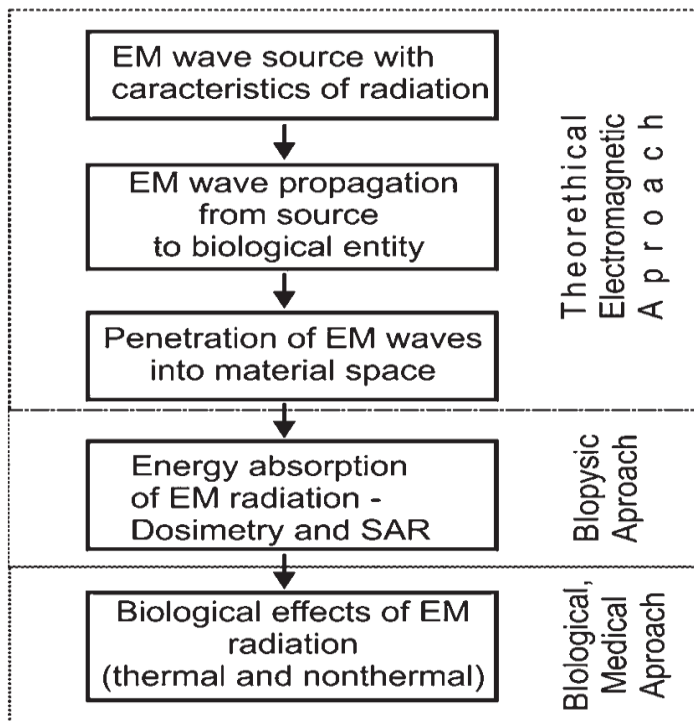 EM wave source with
caracteristics of radiation
EM wave propagation
from source
to biological entity
Penetration of EM waves
into material space
Theorethical
Electromagnetic
Aproach
Energy absorption
of EM radiation -
Dosimetry and SAR
Blopysic
Aproach
Biological effects of EM
radiation
(thermal and nonthermal)
Blological,
Medical
Aproach